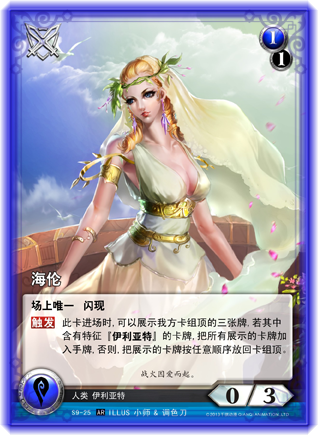 1
1
海伦
场上唯一 闪现
触发 此卡进场时, 可以展示我方卡组顶的三张牌. 若其中
含有特征『伊利亚特』的卡牌, 把所有展示的卡牌加
入手牌, 否则, 把展示的卡牌按任意顺序放回卡组顶.
战火因爱而起。
人类 伊利亚特
0 / 3
S9-25 AR ILLUS 小师 & 调色刀